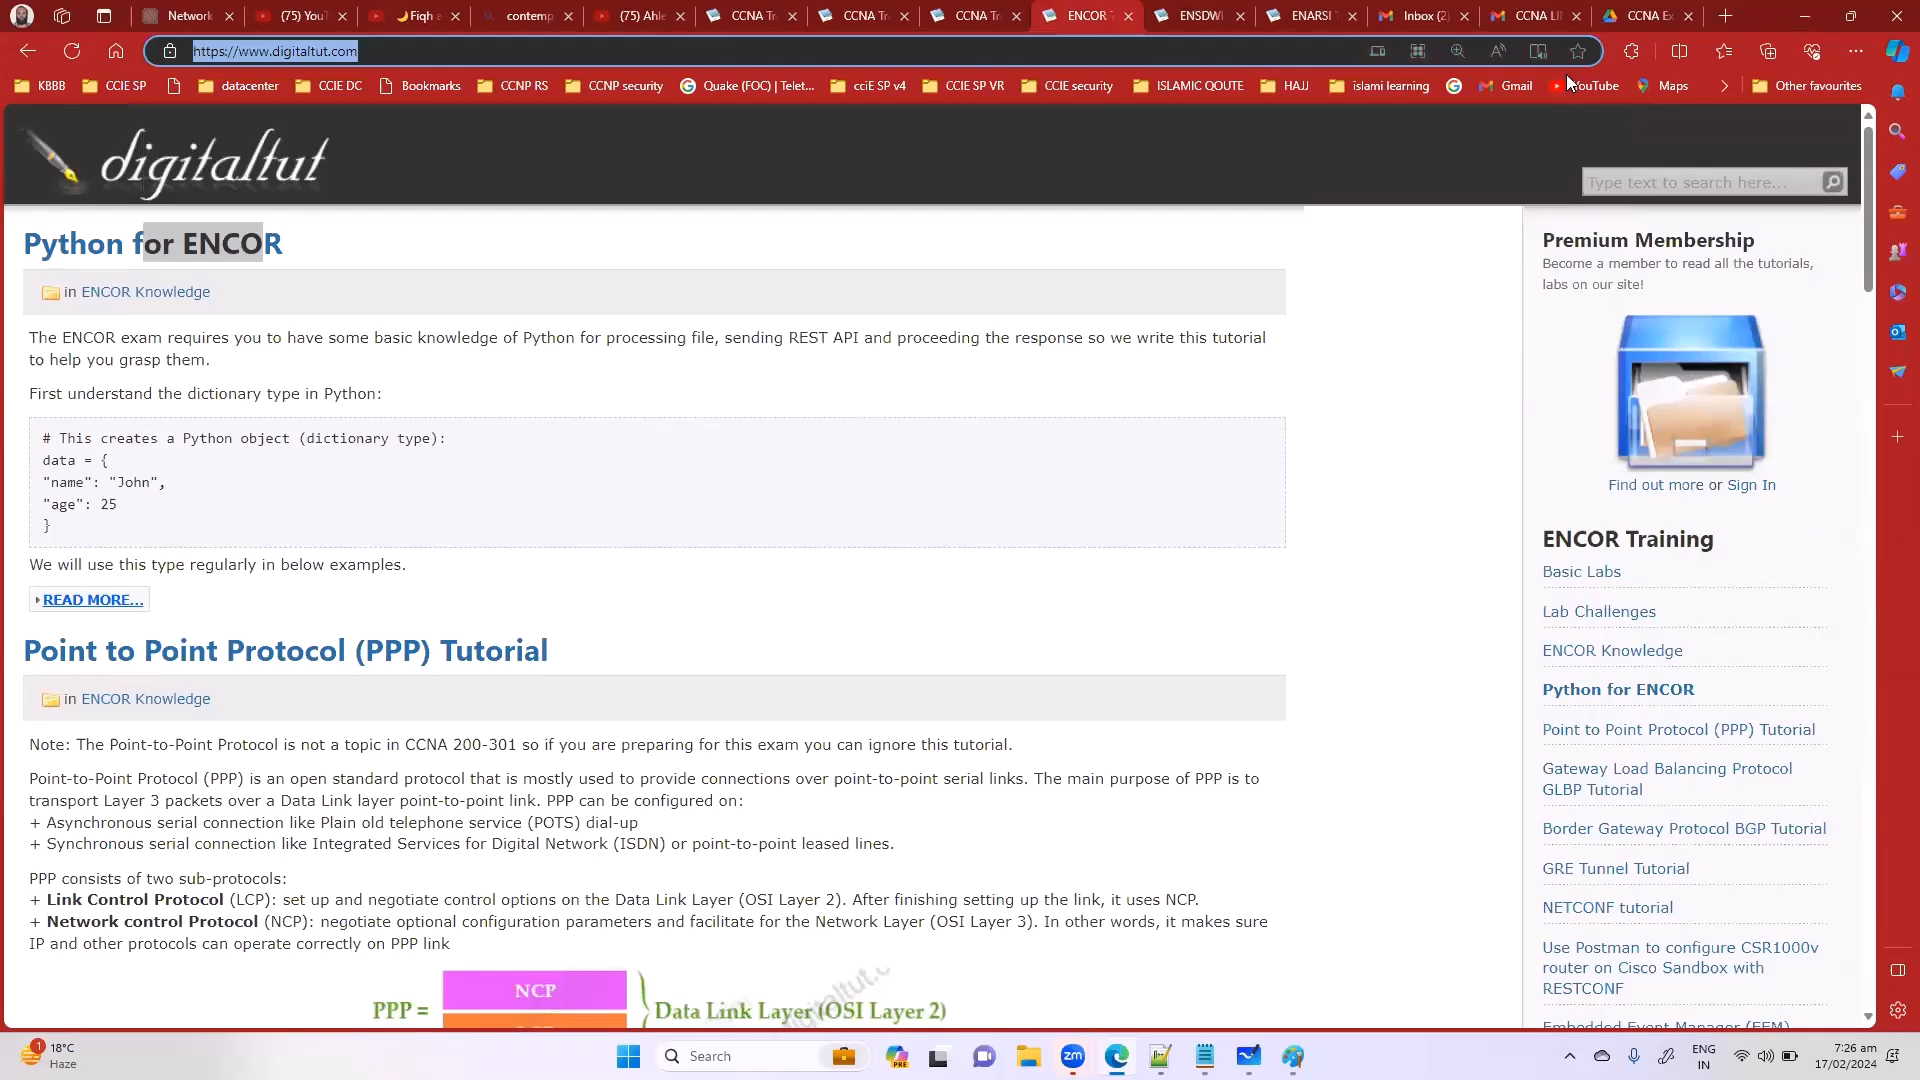 Network
(75) YouT
Fiqh a
contemp
(75) Ahle
CCNA Tr
CCNA Tr
CCNA Tr
ENCOR T
ENSDWI
ENARSI T
Inbox (2)
CCNA LI
CCNA Ex
https://www.digitaltut.com
KBBB
CCIE SP
datacenter
CCIE DC
Bookmarks
CCNP RS
CCNP security
Quake (FOC) | Telet...
cciE SP v4
CCIE SP VR
CCIE security
ISLAMIC QOUTE
HAJJ
islami learning
Gmail
YouTube
Maps
Other favourites
digitaltut
Type text to search here...
Python for ENCOR
in ENCOR Knowledge
The ENCOR exam requires you to have some basic knowledge of Python for processing file, sending REST API and proceeding the response so we write this tutorial
to help you grasp them.
First understand the dictionary type in Python:
# This creates a Python object (dictionary type):
data = {
"name": "John",
"age": 25
}
We will use this type regularly in below examples.
READ MORE...
Point to Point Protocol (PPP) Tutorial
in ENCOR Knowledge
Note: The Point-to-Point Protocol is not a topic in CCNA 200-301 so if you are preparing for this exam you can ignore this tutorial.
Point-to-Point Protocol (PPP) is an open standard protocol that is mostly used to provide connections over point-to-point serial links. The main purpose of PPP is to
transport Layer 3 packets over a Data Link layer point-to-point link. PPP can be configured on:
+ Asynchronous serial connection like Plain old telephone service (POTS) dial-up
+ Synchronous serial connection like Integrated Services for Digital Network (ISDN) or point-to-point leased lines.
PPP consists of two sub-protocols:
+ Link Control Protocol (LCP): set up and negotiate control options on the Data Link Layer (OSI Layer 2). After finishing setting up the link, it uses NCP.
+ Network control Protocol (NCP): negotiate optional configuration parameters and facilitate for the Network Layer (OSI Layer 3). In other words, it makes sure
IP and other protocols can operate correctly on PPP link
NCP
PPP =
Data Link Layer (OSI Layer 2)
Premium Membership
Become a member to read all the tutorials,
labs on our site!
Find out more or Sign In
ENCOR Training
Basic Labs
Lab Challenges
ENCOR Knowledge
Python for ENCOR
Point to Point Protocol (PPP) Tutorial
Gateway Load Balancing Protocol
GLBP Tutorial
Border Gateway Protocol BGP Tutorial
GRE Tunnel Tutorial
NETCONF tutorial
Use Postman to configure CSR1000v
router on Cisco Sandbox with
RESTCONF
Embedded Event Manager (EEM)
1
18°C
Haze
Search
PRE
zm
ENG
IN
7:26 am
17/02/2024